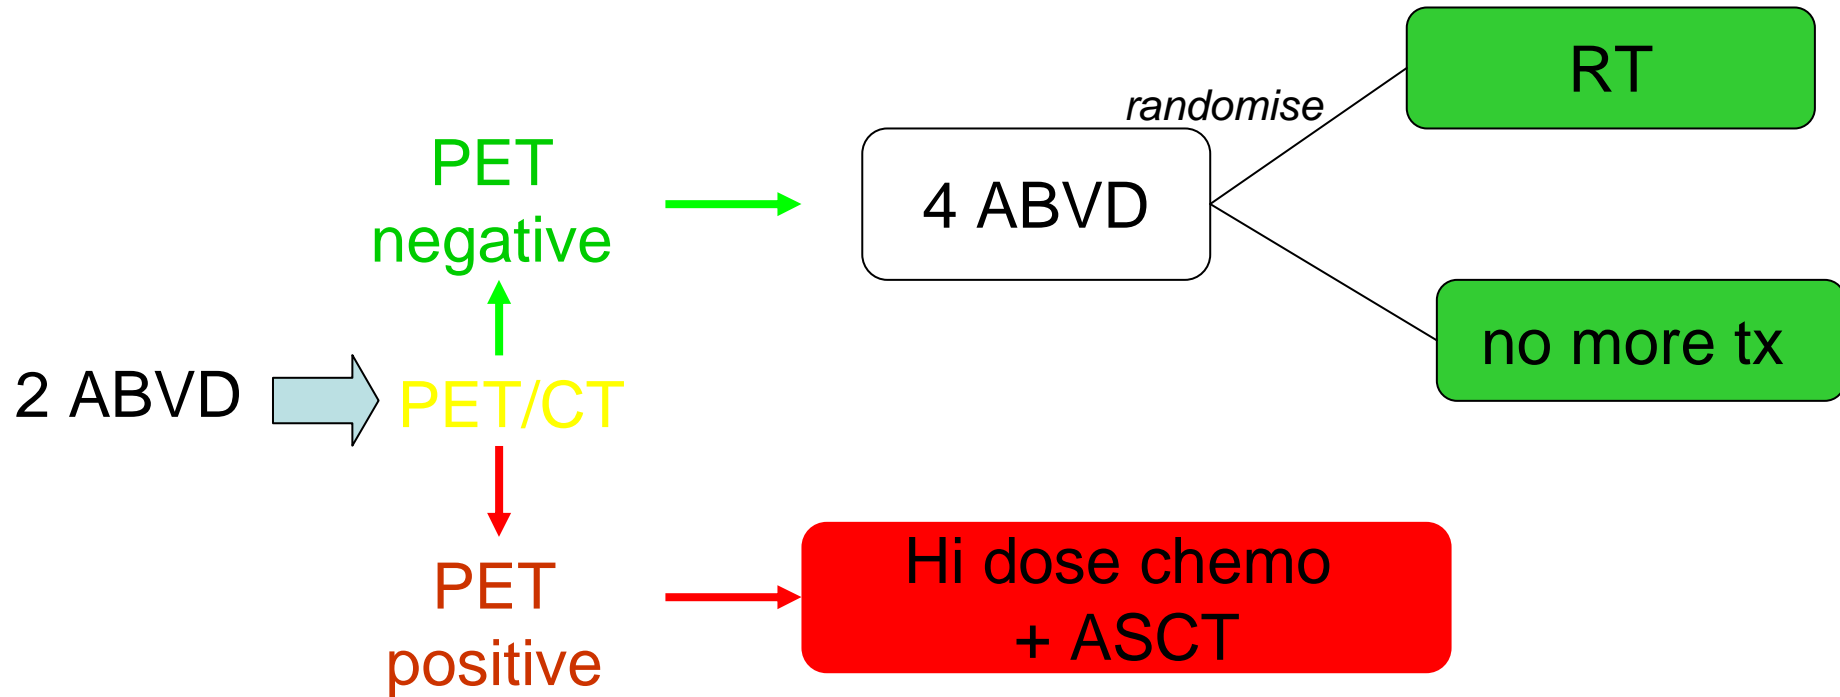 2 ABVD
PET/CT
PET
negative
4 ABVD
randomise
RT
no more tx
PET
positive
Hi dose chemo
+ ASCT